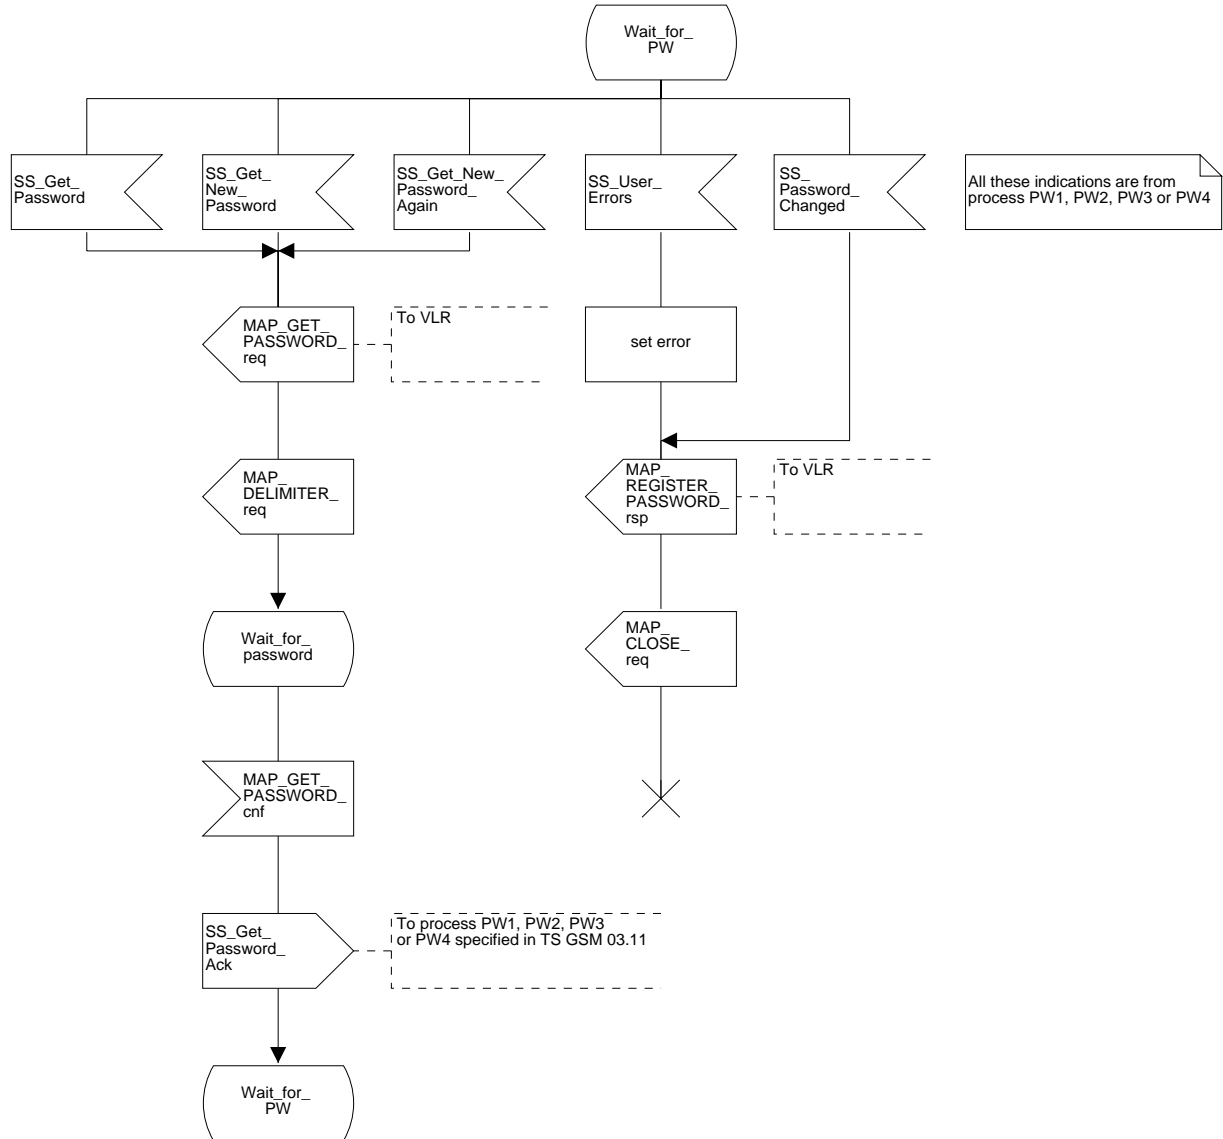 Wait_for_
PW
SS_Get_
Password
SS_Get_
New_
Password
SS_Get_New_
Password_
Again
SS_User_
Errors
SS_
Password_
Changed
All these indications are from
process PW1, PW2, PW3 or PW4
MAP_GET_
PASSWORD_
req
To VLR
set error
MAP_
DELIMITER_
req
MAP_
REGISTER_
PASSWORD_
rsp
To VLR
Wait_for_
password
MAP_
CLOSE_
req
MAP_GET_
PASSWORD_
cnf
SS_Get_
Password_
Ack
To process PW1, PW2, PW3
or PW4 specified in TS GSM 03.11
Wait_for_
PW